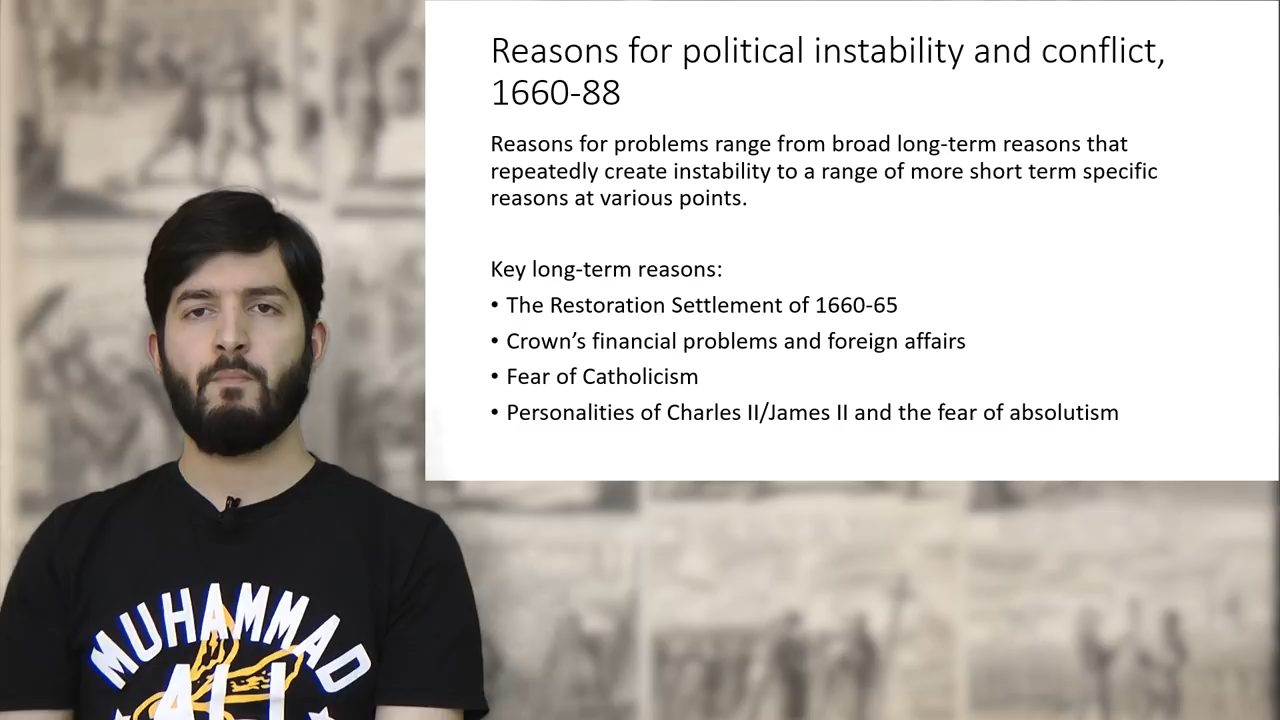 Reasons for political instability and conflict,
1660-88
Reasons for problems range from broad long-term reasons that
repeatedly create instability to a range of more short term specific
reasons at various points.
Key long-term reasons:
• The Restoration Settlement of 1660-65
• Crown’s financial problems and foreign affairs
• Fear of Catholicism
• Personalities of Charles II/James II and the fear of absolutism
MUHAMMAD
ALI